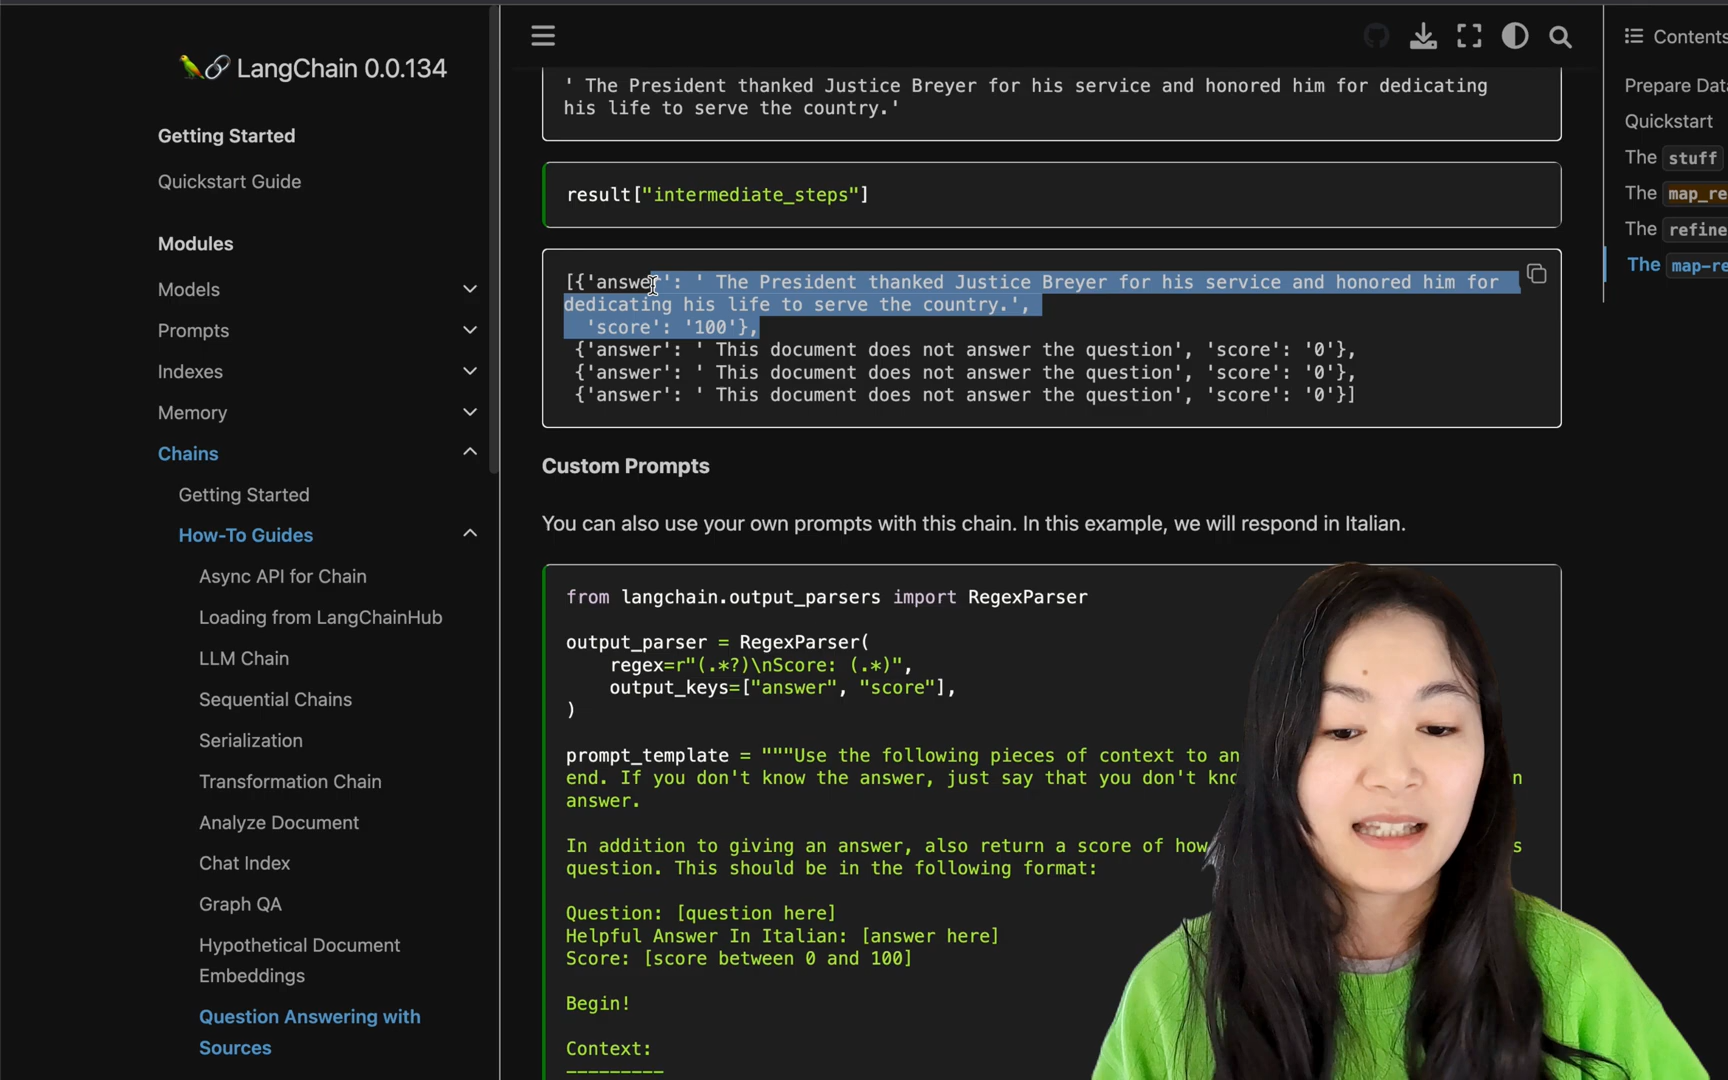 LangChain 0.0.134
Getting Started
Quickstart Guide
Modules
Models
Prompts
Indexes
Memory
Chains
Getting Started
How-To Guides
Async API for Chain
Loading from LangChainHub
LLM Chain
Sequential Chains
Serialization
Transformation Chain
Analyze Document
Chat Index
Graph QA
Hypothetical Document
Embeddings
Question Answering with
Sources
' The President thanked Justice Breyer for his service and honored him for dedicating
his life to serve the country.'
result["intermediate_steps"]
[{'answer': ' The President thanked Justice Breyer for his service and honored him for
dedicating his life to serve the country.',
'score': '100'},
{'answer': ' This document does not answer the question', 'score': '0'},
{'answer': ' This document does not answer the question', 'score': '0'},
{'answer': ' This document does not answer the question', 'score': '0'}]
Custom Prompts
You can also use your own prompts with this chain. In this example, we will respond in Italian.
from langchain.output_parsers import RegexParser
output_parser = RegexParser(
regex=r"(.*?)\nScore: (.*)",
output_keys=["answer", "score"],
)
prompt_template = """Use the following pieces of context to an
end. If you don't know the answer, just say that you don't kno
answer.
In addition to giving an answer, also return a score of how
question. This should be in the following format:
Question: [question here]
Helpful Answer In Italian: [answer here]
Score: [score between 0 and 100]
Begin!
Context:
---------
Contents
Prepare Dat
Quickstart
The stuff
The map_re
The refine
The map-re